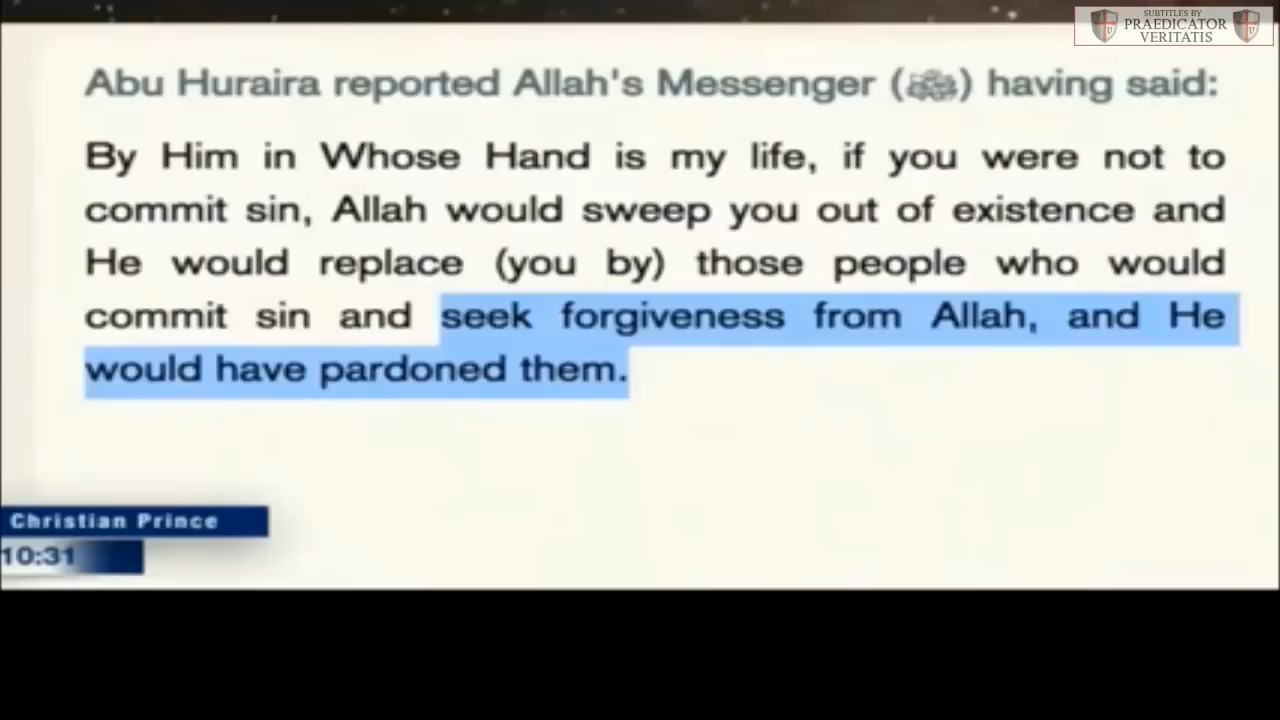 SUBTITLES BY
PRAEDICATOR
VERITATIS
Abu Huraira reported Allah's Messenger (ﷺ) having said:
By Him in Whose Hand is my life, if you were not to
commit sin, Allah would sweep you out of existence and
He would replace (you by) those people who would
commit sin and seek forgiveness from Allah, and He
would have pardoned them.
Christian Prince
10:31